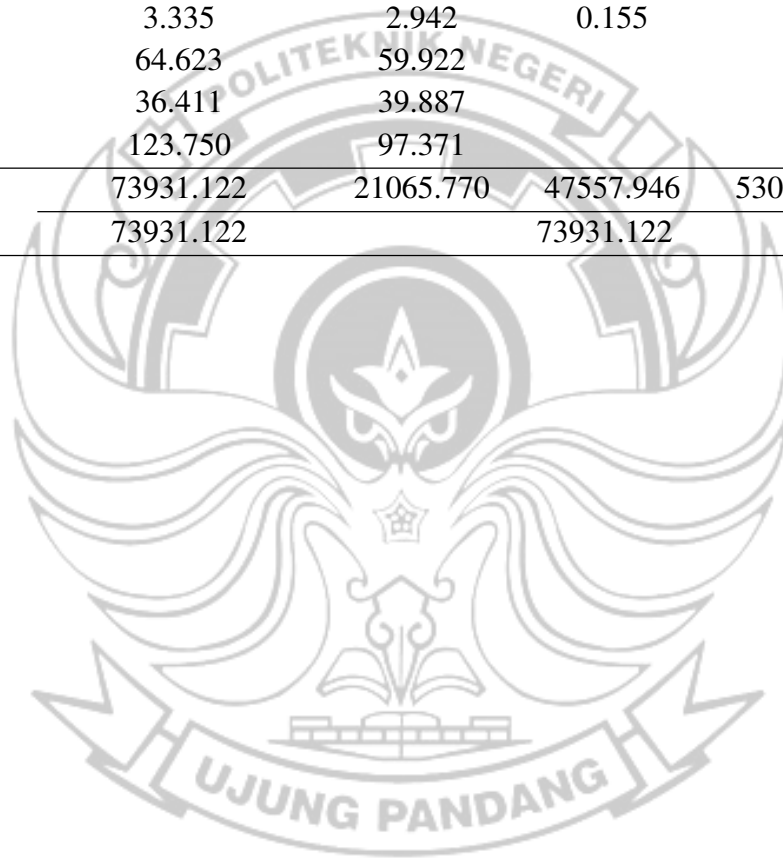 3.335 2.942 0.155
64.623 59.922
36.411 39.887
123.750 97.371
73931.122 21065.770 47557.946 530
73931.122 73931.122
POLITEKNIK NEGERI
UJUNG PANDANG